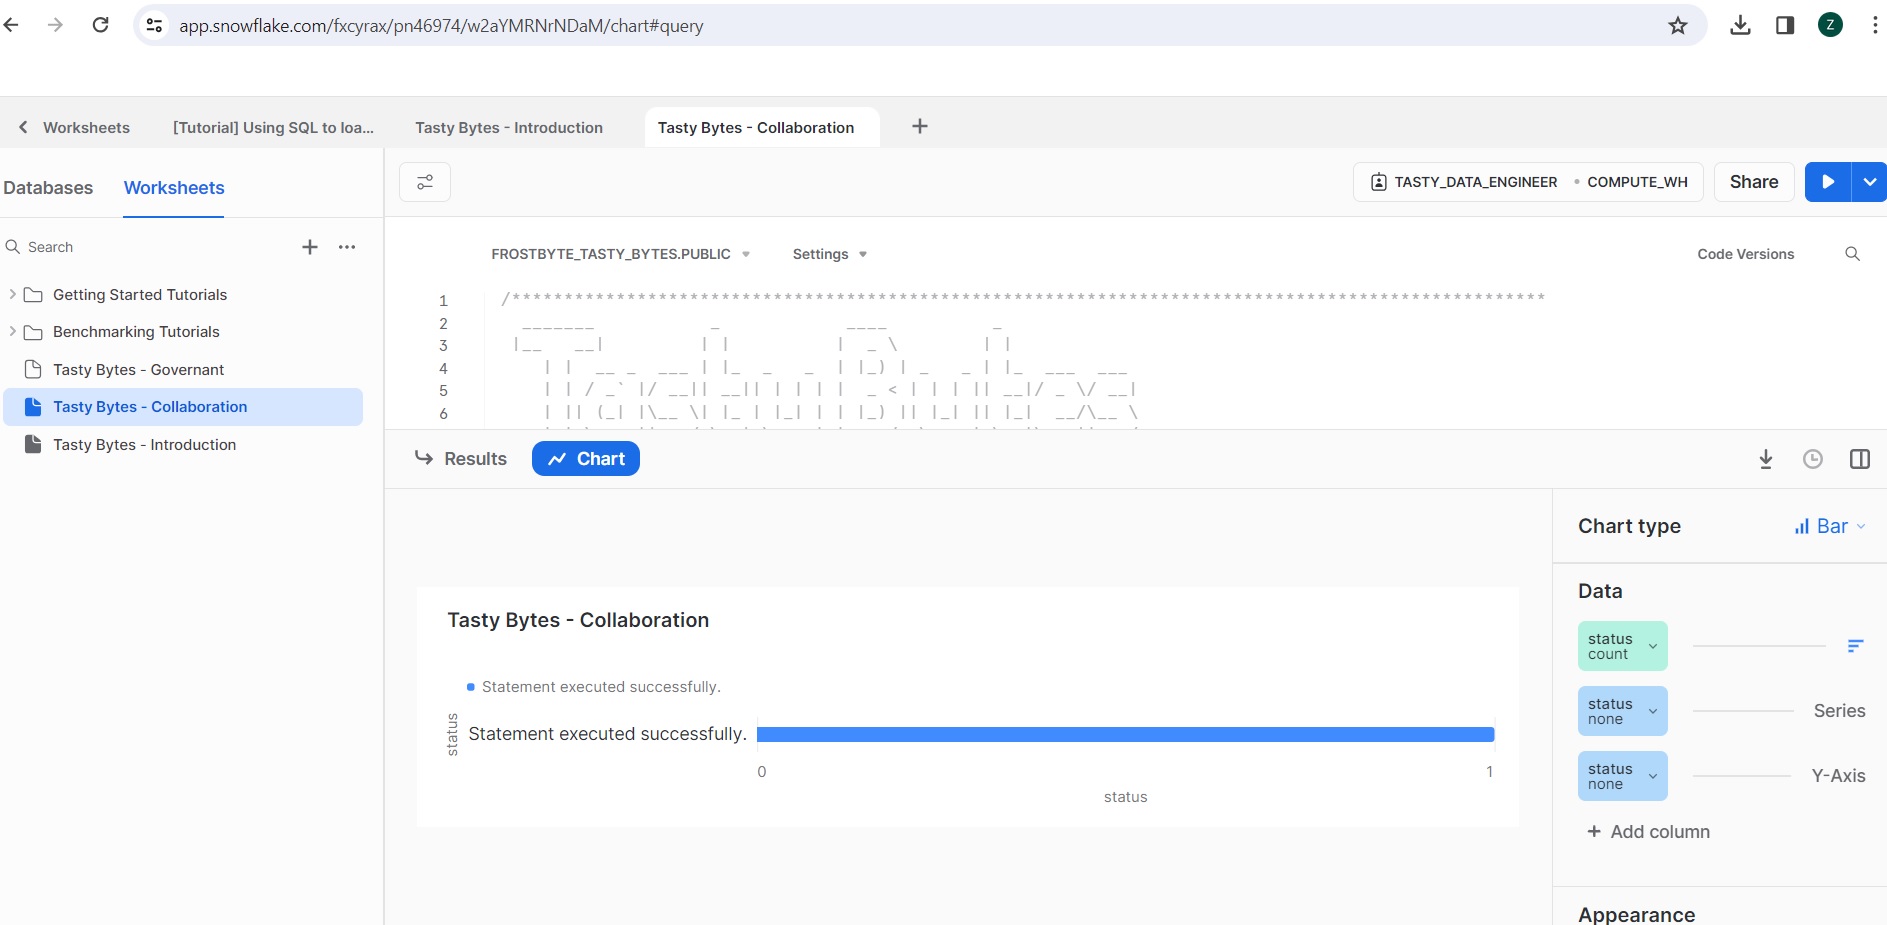 app.snowflake.com/fxcyrax/pn46974/w2aYMRNrNDaM/chart#query
Z
Worksheets
[Tutorial] Using SQL to loa...
Tasty Bytes - Introduction
Tasty Bytes - Collaboration
Databases
Worksheets
Search
Getting Started Tutorials
Benchmarking Tutorials
Tasty Bytes - Governant
Tasty Bytes - Collaboration
Tasty Bytes - Introduction
TASTY_DATA_ENGINEER • COMPUTE_WH
Share
FROSTBYTE_TASTY_BYTES.PUBLIC
Settings
Code Versions
1
2
3
4
5
6
Results
Chart
Chart type
Bar
Data
status
count
status
none
Series
status
none
Y-Axis
+ Add column
Appearance
Tasty Bytes - Collaboration
Statement executed successfully.
status
Statement executed successfully.
0
1
status